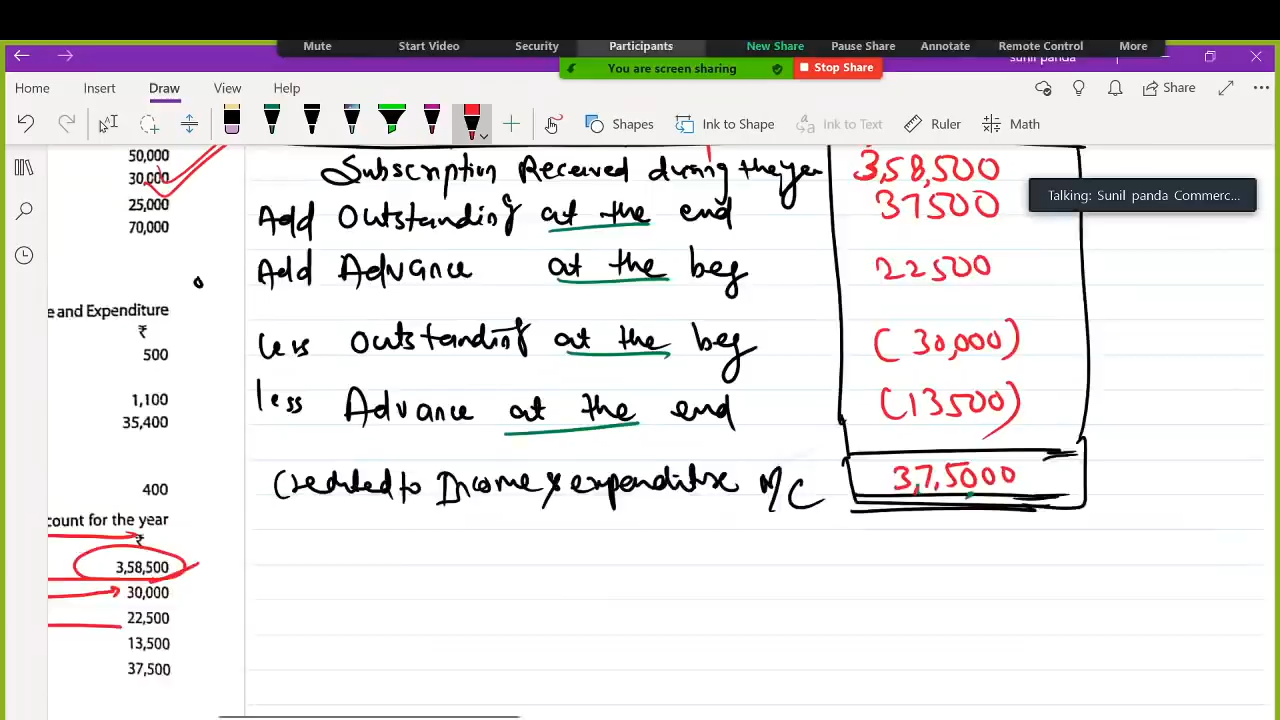 Mute Start Video Security Participants New Share Pause Share Annotate Remote Control More
You are screen sharing Stop Share
sunil panda
Home Insert Draw View Help Share
Shapes Ink to Shape Ink to Text Ruler Math
Talking: Sunil panda Commerc...
50,000
30,000
25,000
70,000
e and Expenditure
₹
500
1,100
35,400
400
count for the year
₹
3,58,500
30,000
22,500
13,500
37,500
Subscription Received during the year 3,58,500
Add Outstanding at the end 37500
Add Advance at the beg 22500
less Outstanding at the beg (30,000)
less Advance at the end (13500)
Credited to Income & expenditure A/C 3,7,5000